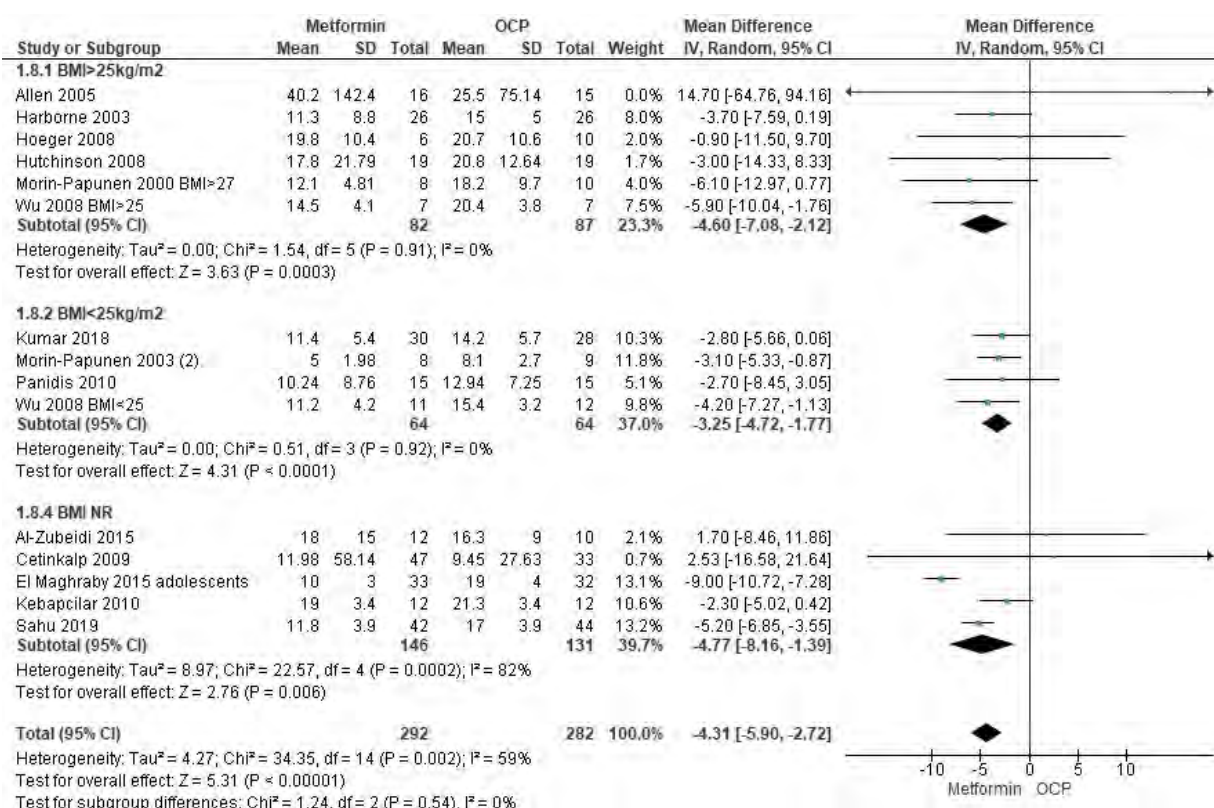 Metformin OCP Mean Difference Mean Difference
Study or Subgroup Mean SD Total Mean SD Total Weight IV, Random, 95% CI IV, Random, 95% CI
1.8.1 BMI>25kg/m2
Allen 2005 40.2 142.4 16 25.5 75.14 15 0.0% 14.70 [-64.76, 94.16]
Harborne 2003 11.3 8.8 26 15 5 26 8.0% -3.70 [-7.59, 0.19]
Hoeger 2008 19.8 10.4 6 20.7 10.6 10 2.0% -0.90 [-11.50, 9.70]
Hutchinson 2008 17.8 21.79 19 20.8 12.64 19 1.7% -3.00 [-14.33, 8.33]
Morin-Papunen 2000 BMI>27 12.1 4.81 8 18.2 9.7 10 4.0% -6.10 [-12.97, 0.77]
Wu 2008 BMI>25 14.5 4.1 7 20.4 3.8 7 7.5% -5.90 [-10.04, -1.76]
Subtotal (95% CI) 82 87 23.3% -4.60 [-7.08, -2.12]
Heterogeneity: Tau² = 0.00; Chi² = 1.54, df = 5 (P = 0.91); I² = 0%
Test for overall effect: Z = 3.63 (P = 0.0003)
1.8.2 BMI<25kg/m2
Kumar 2018 11.4 5.4 30 14.2 5.7 28 10.3% -2.80 [-5.66, 0.06]
Morin-Papunen 2003 (2) 5 1.98 8 8.1 2.7 9 11.8% -3.10 [-5.33, -0.87]
Panidis 2010 10.24 8.76 15 12.94 7.25 15 5.1% -2.70 [-8.45, 3.05]
Wu 2008 BMI<25 11.2 4.2 11 15.4 3.2 12 9.8% -4.20 [-7.27, -1.13]
Subtotal (95% CI) 64 64 37.0% -3.25 [-4.72, -1.77]
Heterogeneity: Tau² = 0.00; Chi² = 0.51, df = 3 (P = 0.92); I² = 0%
Test for overall effect: Z = 4.31 (P < 0.0001)
1.8.4 BMI NR
Al-Zubeidi 2015 18 15 12 16.3 9 10 2.1% 1.70 [-8.46, 11.86]
Cetinkalp 2009 11.98 58.14 47 9.45 27.63 33 0.7% 2.53 [-16.58, 21.64]
El Maghraby 2015 adolescents 10 3 33 19 4 32 13.1% -9.00 [-10.72, -7.28]
Kebapcilar 2010 19 3.4 12 21.3 3.4 12 10.6% -2.30 [-5.02, 0.42]
Sahu 2019 11.8 3.9 42 17 3.9 44 13.2% -5.20 [-6.85, -3.55]
Subtotal (95% CI) 146 131 39.7% -4.77 [-8.16, -1.39]
Heterogeneity: Tau² = 8.97; Chi² = 22.57, df = 4 (P = 0.0002); I² = 82%
Test for overall effect: Z = 2.76 (P = 0.006)
Total (95% CI) 292 282 100.0% -4.31 [-5.90, -2.72]
Heterogeneity: Tau² = 4.27; Chi² = 34.35, df = 14 (P = 0.002); I² = 59%
Test for overall effect: Z = 5.31 (P < 0.00001)
Test for subgroup differences: Chi² = 1.24, df = 2 (P = 0.54), I² = 0%
-10 -5 0 5 10
Metformin OCP